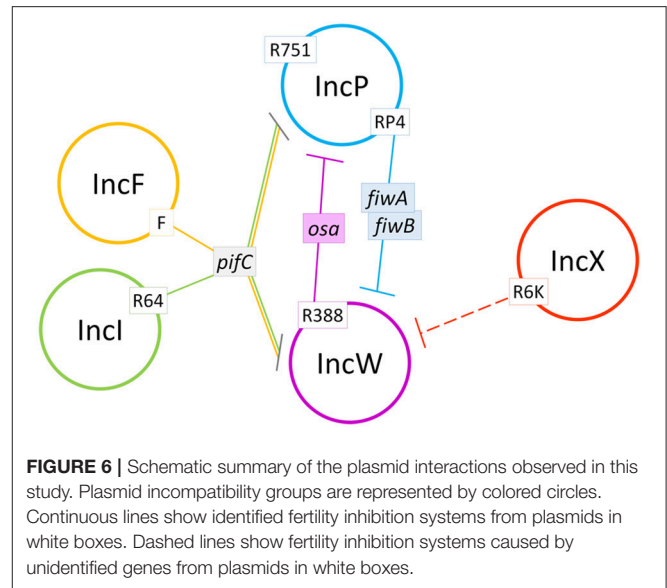 R751
IncP
RP4
IncF
F
fiwA
fiwB
osa
pifC
IncX
R6K
R64
IncI
R388
IncW
FIGURE 6 | Schematic summary of the plasmid interactions observed in this
study. Plasmid incompatibility groups are represented by colored circles.
Continuous lines show identified fertility inhibition systems from plasmids in
white boxes. Dashed lines show fertility inhibition systems caused by
unidentified genes from plasmids in white boxes.